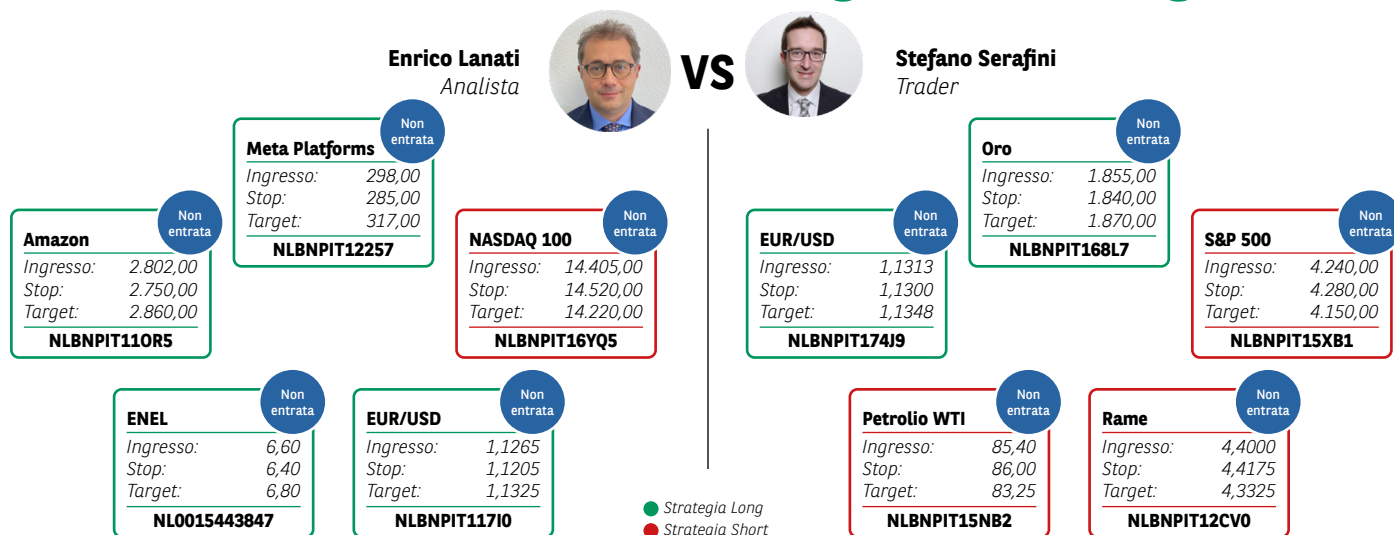 Enrico Lanati
Analista
VS
Stefano Serafini
Trader
Non
entrata
Meta Platforms
Ingresso: 298,00
Stop: 285,00
Target: 317,00
NLBNPIT12257
Non
entrata
Amazon
Ingresso: 2.802,00
Stop: 2.750,00
Target: 2.860,00
NLBNPIT11OR5
Non
entrata
NASDAQ 100
Ingresso: 14.405,00
Stop: 14.520,00
Target: 14.220,00
NLBNPIT16YQ5
Non
entrata
ENEL
Ingresso: 6,60
Stop: 6,40
Target: 6,80
NL0015443847
Non
entrata
EUR/USD
Ingresso: 1,1265
Stop: 1,1205
Target: 1,1325
NLBNPIT117I0
Non
entrata
Oro
Ingresso: 1.855,00
Stop: 1.840,00
Target: 1.870,00
NLBNPIT168L7
Non
entrata
EUR/USD
Ingresso: 1,1313
Stop: 1,1300
Target: 1,1348
NLBNPIT174J9
Non
entrata
S&P 500
Ingresso: 4.240,00
Stop: 4.280,00
Target: 4.150,00
NLBNPIT15XB1
Non
entrata
Petrolio WTI
Ingresso: 85,40
Stop: 86,00
Target: 83,25
NLBNPIT15NB2
Non
entrata
Rame
Ingresso: 4,4000
Stop: 4,4175
Target: 4,3325
NLBNPIT12CV0
Strategia Long
Strategia Short